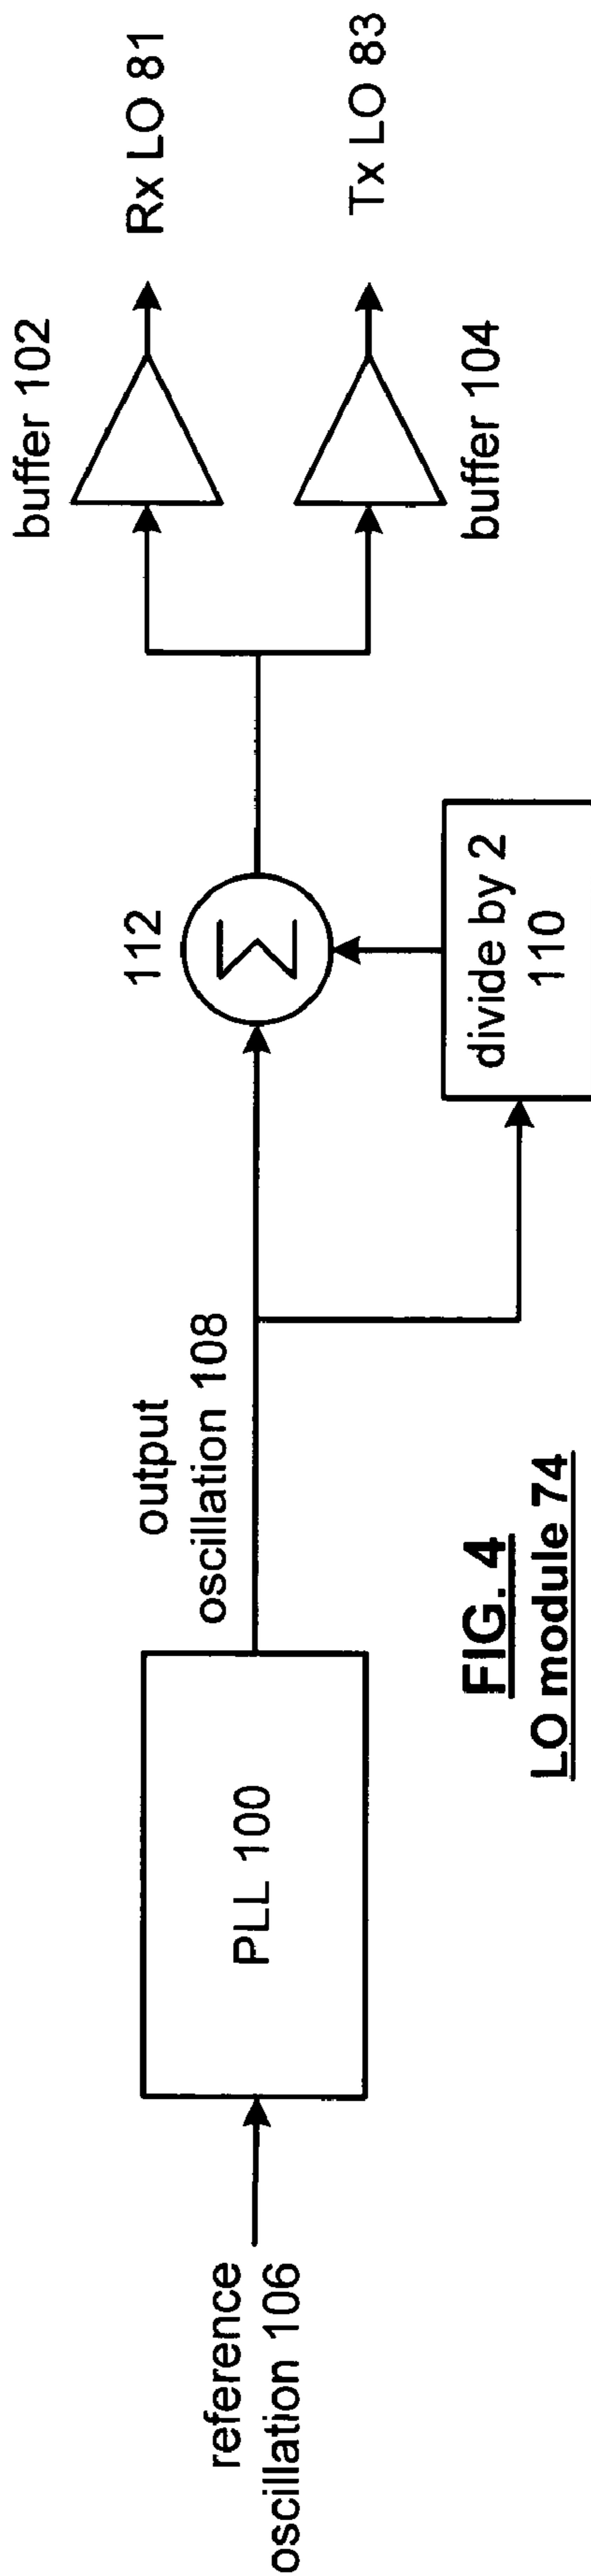 reference
oscillation 106
PLL 100
output
oscillation 108
112
Σ
divide by 2
110
buffer 102
buffer 104
Rx LO 81
Tx LO 83
FIG. 4
LO module 74